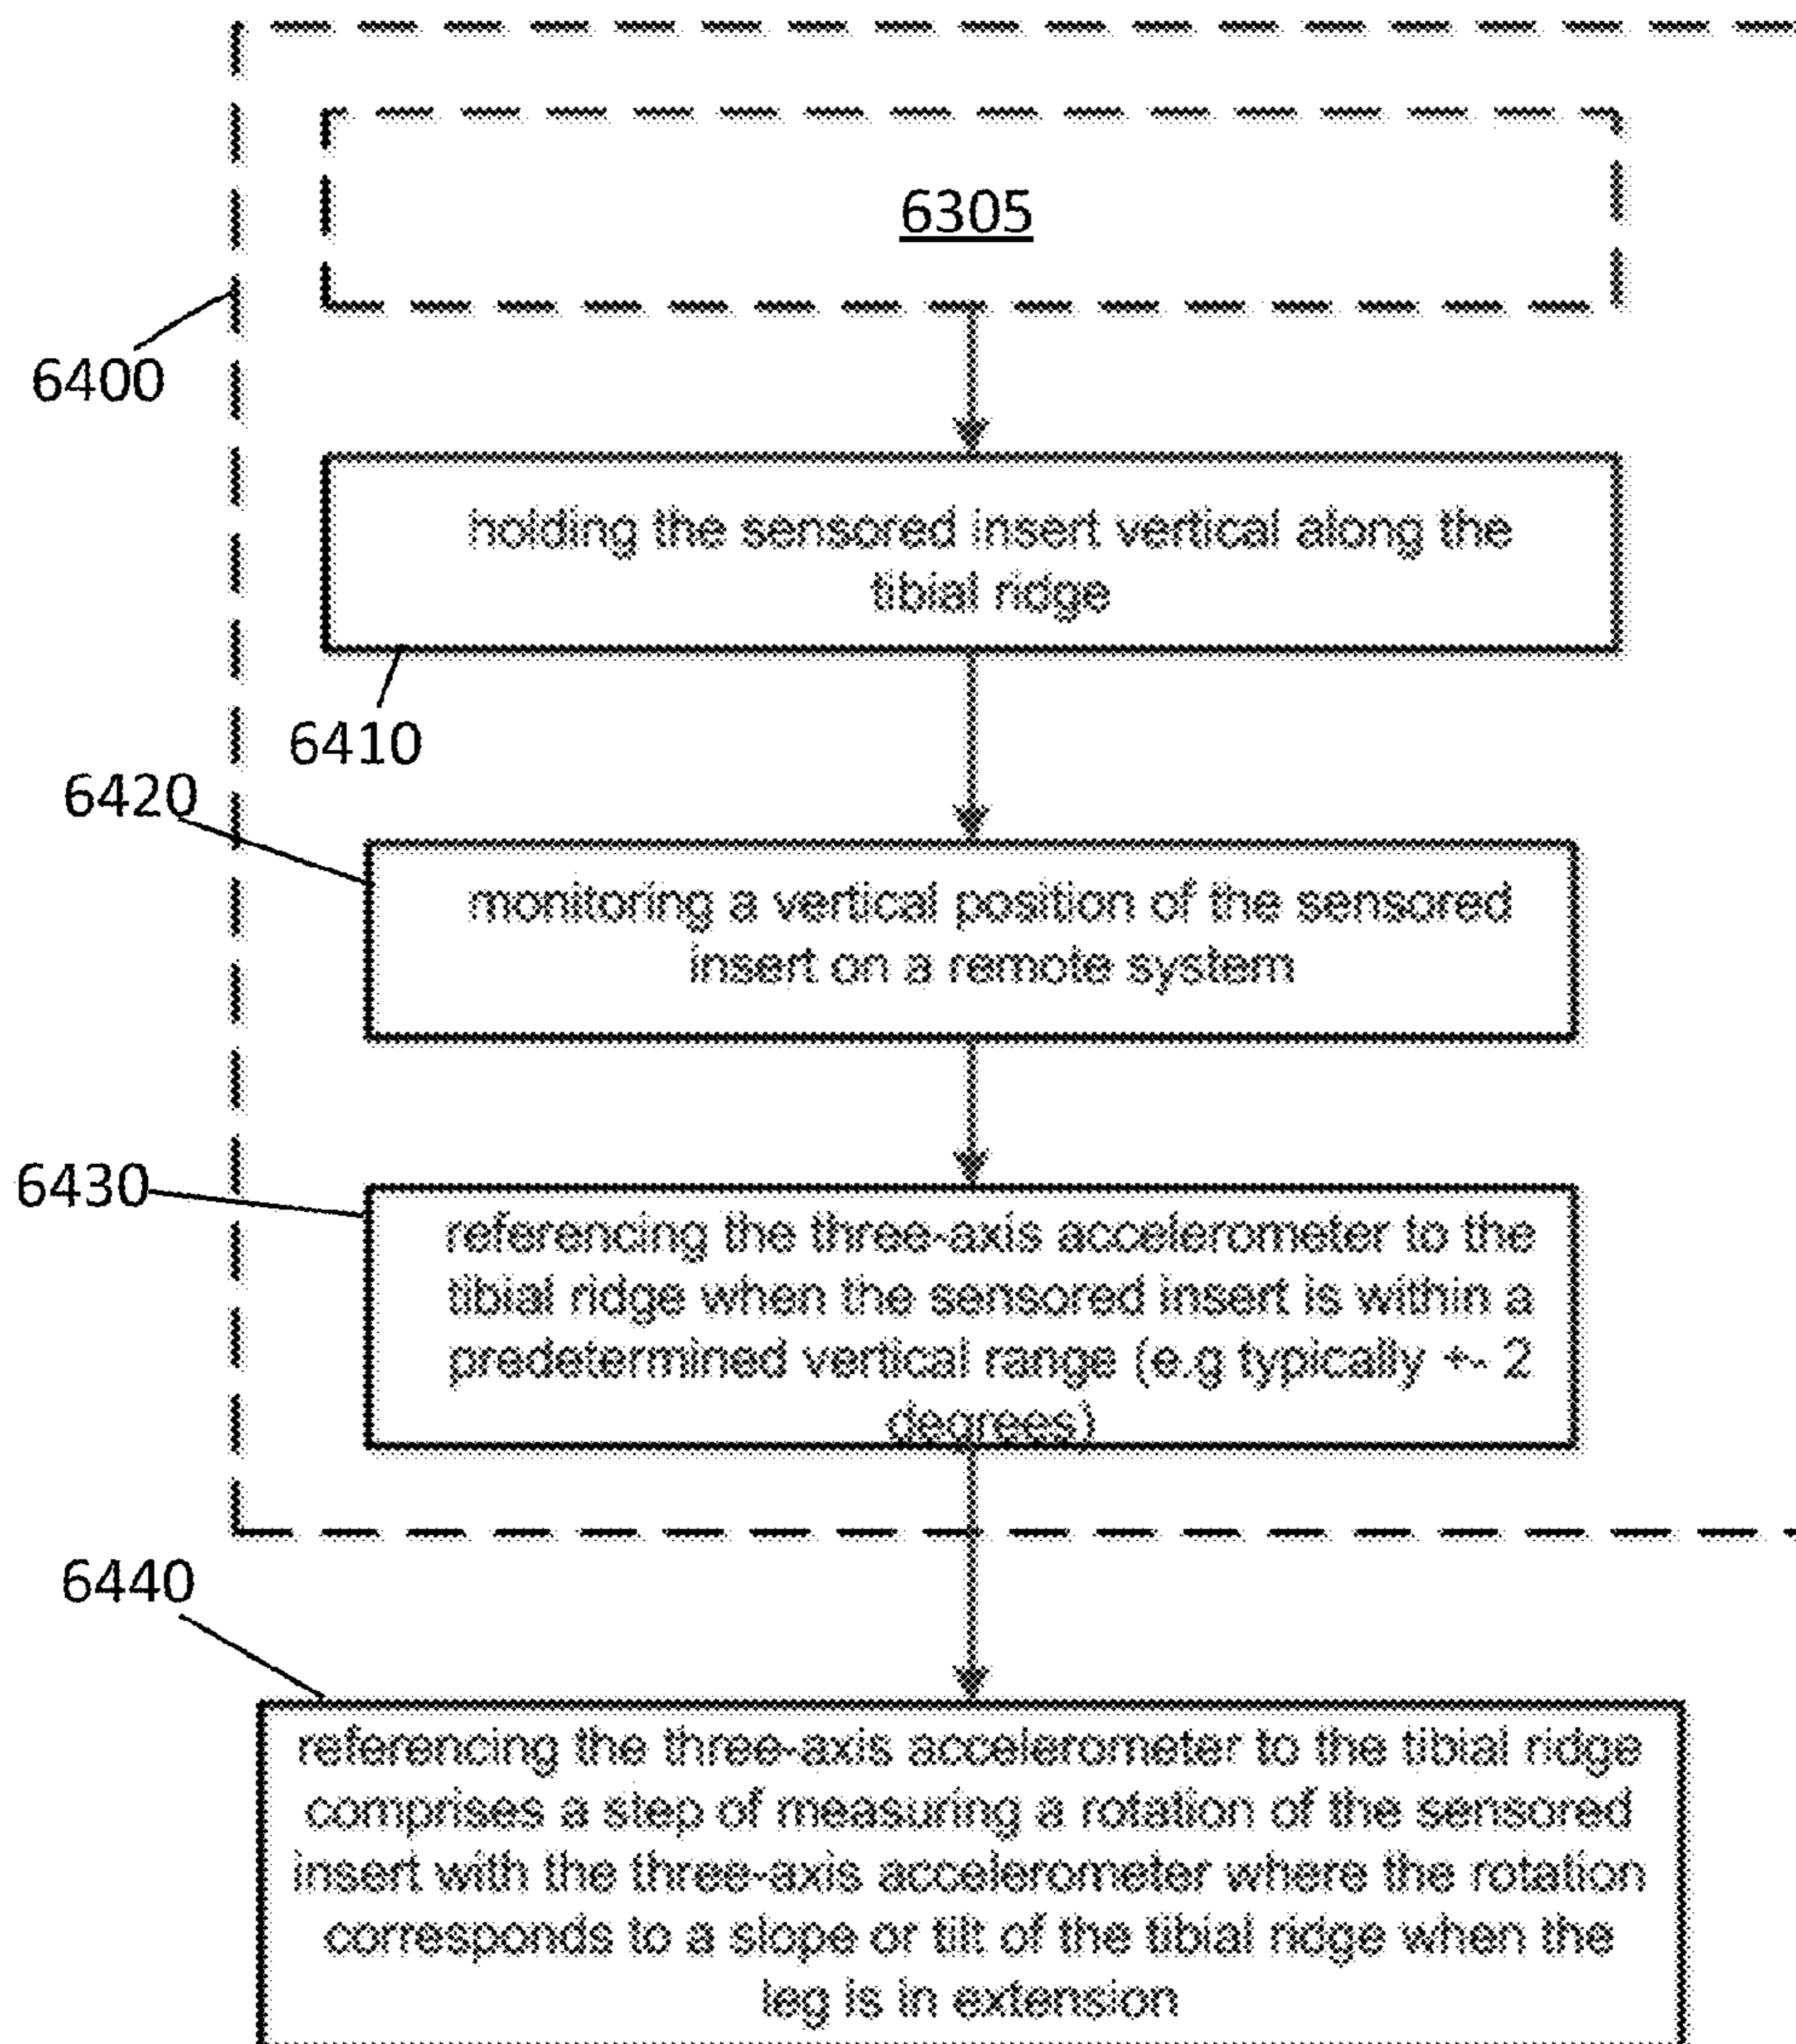 6305
6400
holding the sensored insert vertical along the
tibial ridge
6410
6420
monitoring a vertical position of the sensored
insert on a remote system
6430
referencing the three-axis accelerometer to the
tibial ridge when the sensored insert is within a
predetermined vertical range (e.g typically +- 2
degrees)
6440
referencing the three-axis accelerometer to the tibial ridge
comprises a step of measuring a rotation of the sensored
insert with the three-axis accelerometer where the rotation
corresponds to a slope or tilt of the tibial ridge when the
leg is in extension